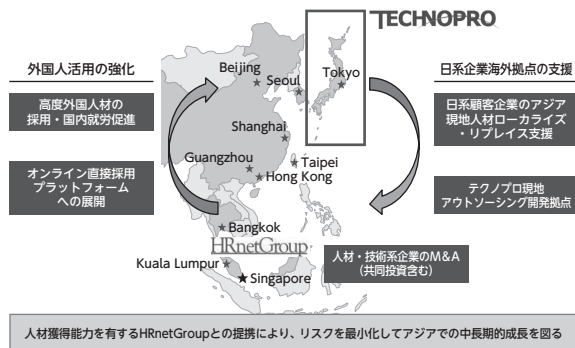 TECHNOPRO
外国人活用の強化
高度外国人材の
採用・国内就労促進
オンライン直接採用
プラットフォーム
への展開
Beijing
Seoul
Tokyo
Shanghai
Guangzhou
Taipei
Hong Kong
Bangkok
HRnetGroup
Kuala Lumpur
Singapore
日系企業海外拠点の支援
日系顧客企業のアジア
現地人材ローカライズ
・リプレイス支援
テクノプロ現地
アウトソーシング開発拠点
人材・技術系企業のM&A
(共同投資含む)
人材獲得能力を有するHRnetGroupとの提携により、リスクを最小化してアジアでの中長期的成長を図る